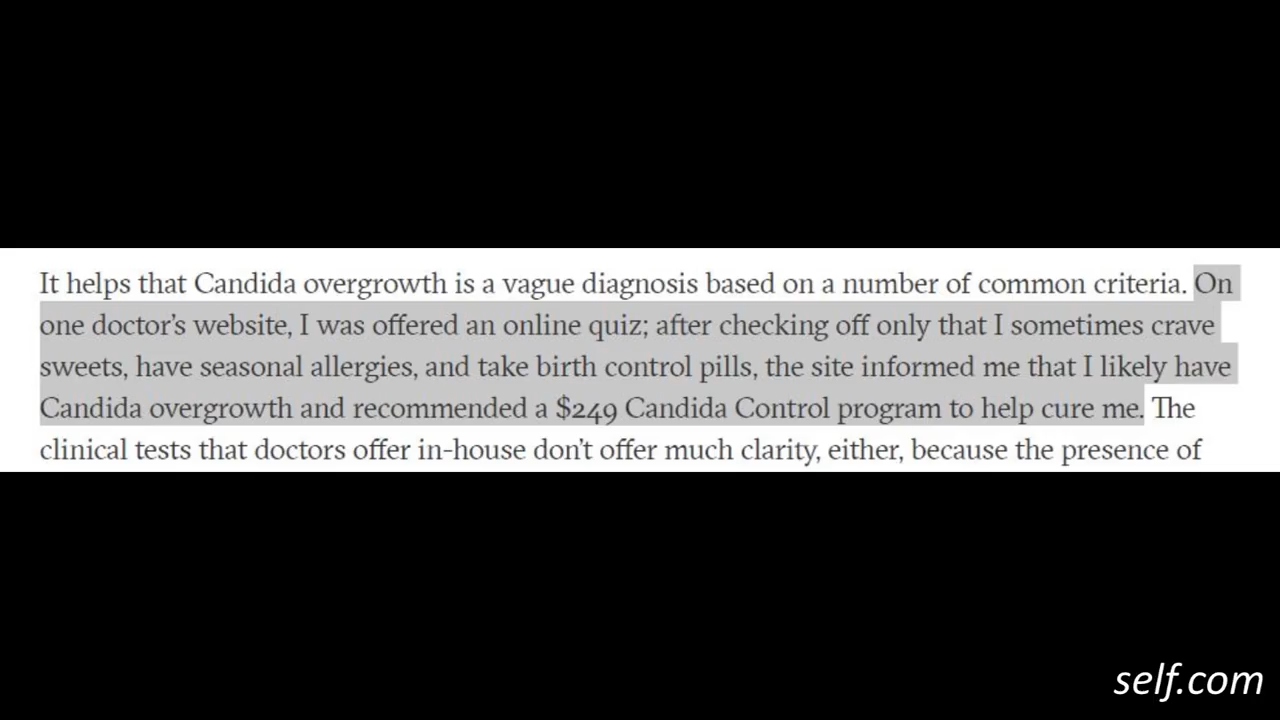 It helps that Candida overgrowth is a vague diagnosis based on a number of common criteria. On
one doctor’s website, I was offered an online quiz; after checking off only that I sometimes crave
sweets, have seasonal allergies, and take birth control pills, the site informed me that I likely have
Candida overgrowth and recommended a $249 Candida Control program to help cure me. The
clinical tests that doctors offer in-house don’t offer much clarity, either, because the presence of
self.com